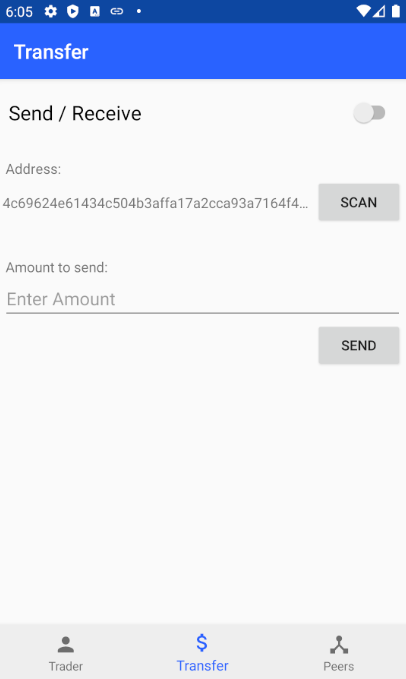 6:05
Transfer
Send / Receive
Address:
4c69624e61434c504b3affa17a2cca93a7164f4...
SCAN
Amount to send:
Enter Amount
SEND
Trader
Transfer
Peers